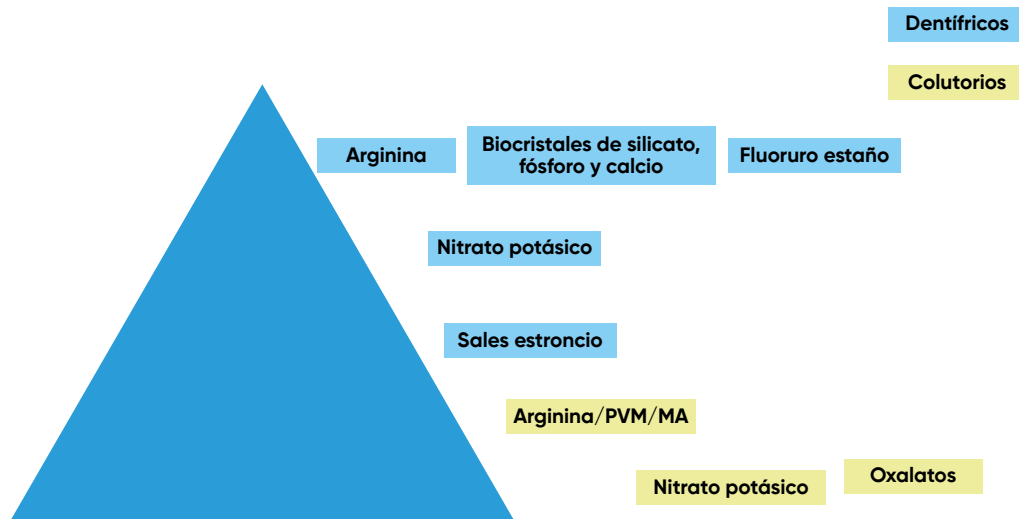 Dentífricos
Colutorios
Arginina
Biocristales de silicato,
fósforo y calcio
Fluoruro estaño
Nitrato potásico
Sales estroncio
Arginina/PVM/MA
Nitrato potásico
Oxalatos